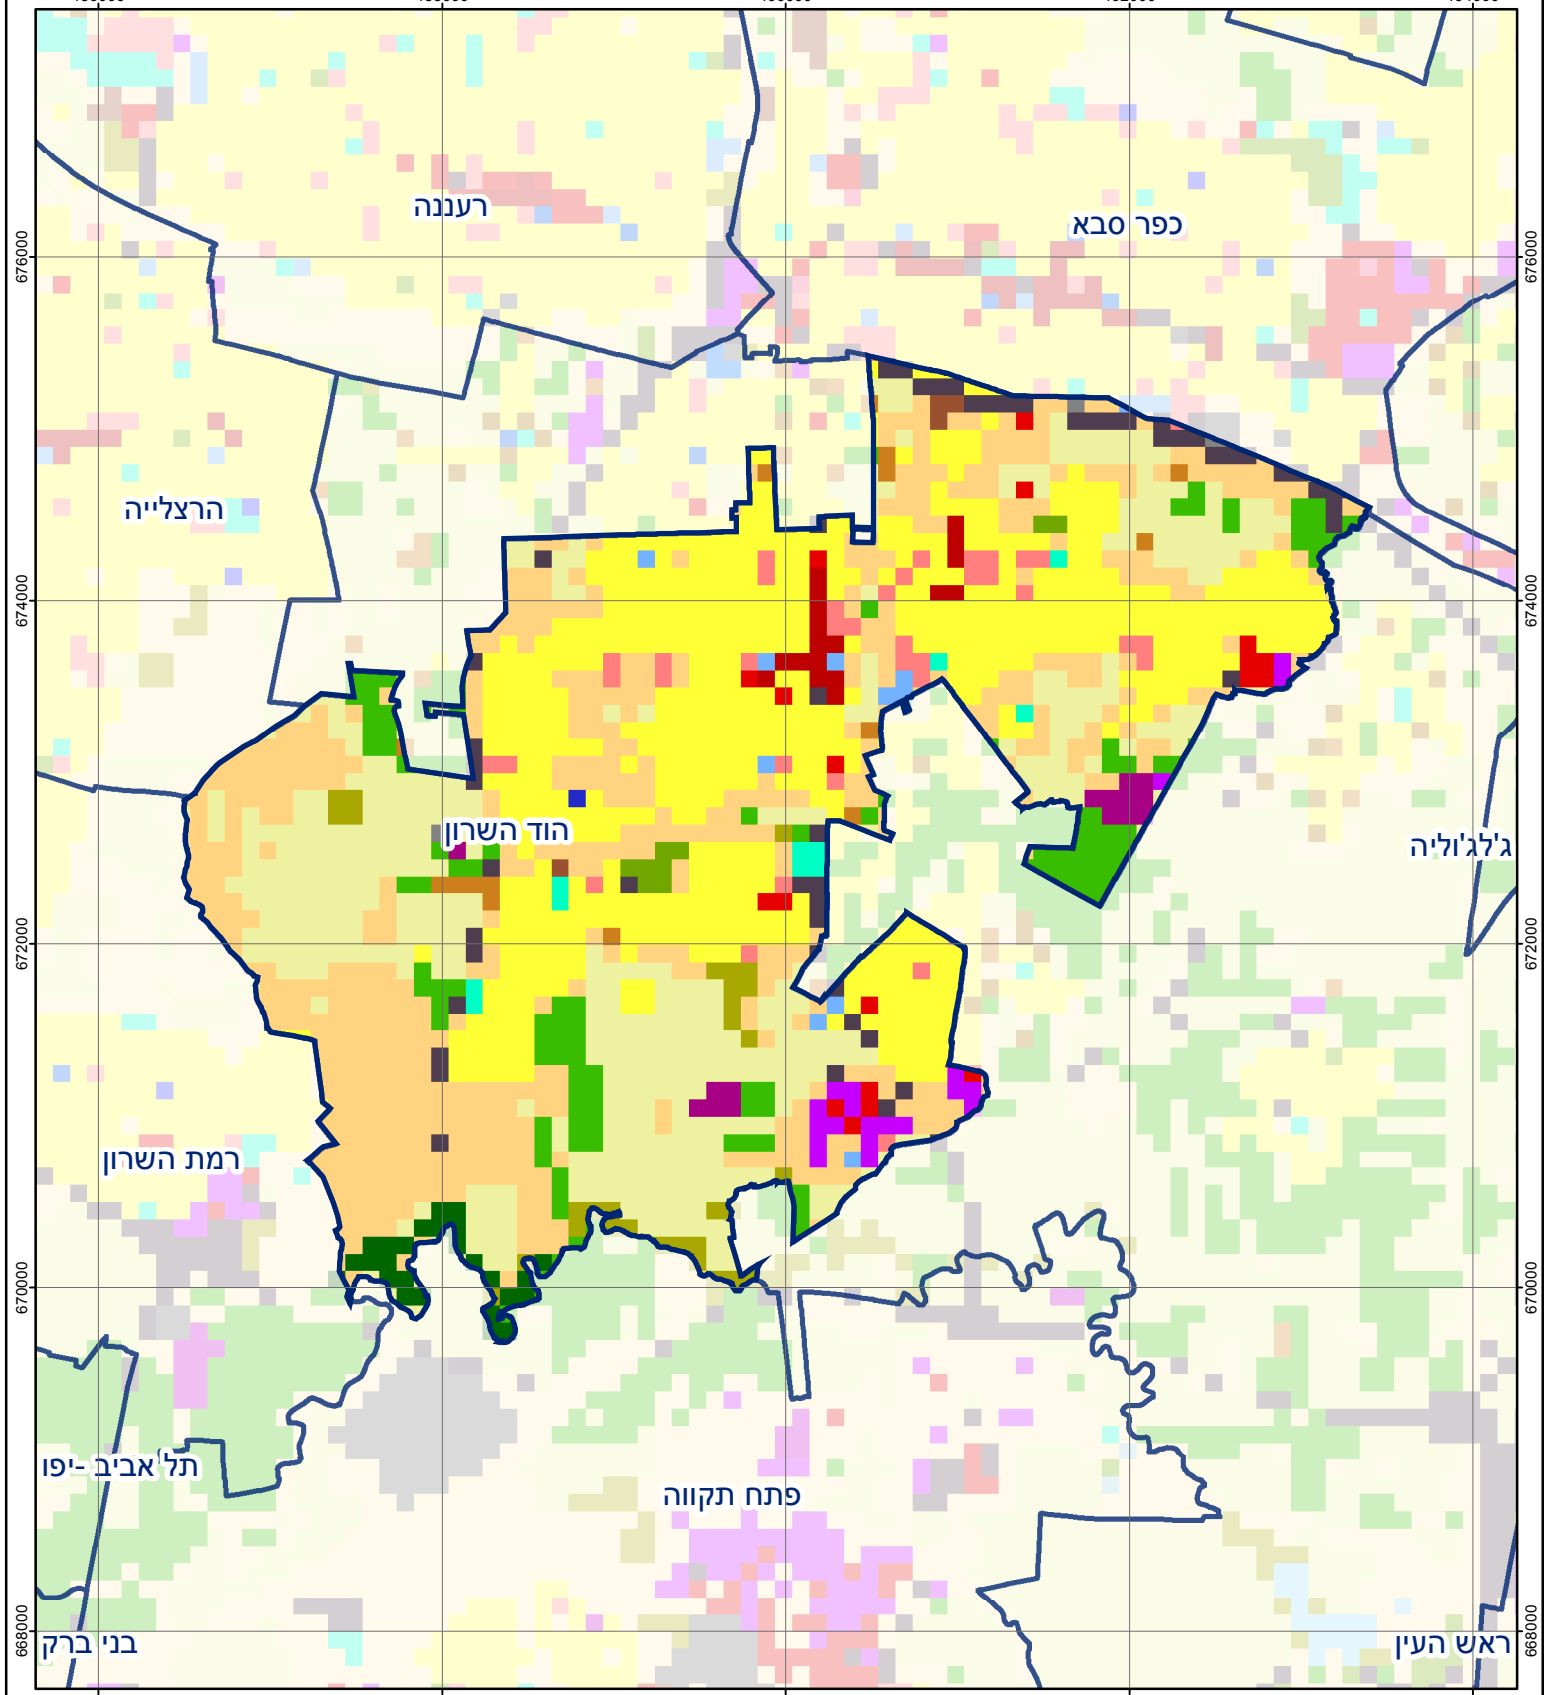 רעננה
כפר סבא
676000
676000
הרצלייה
674000
674000
הוד השרון
ג'לג'וליה
672000
672000
רמת השרון
670000
670000
תל אביב -יפו
פתח תקווה
668000
668000
בני ברק
ראש העין